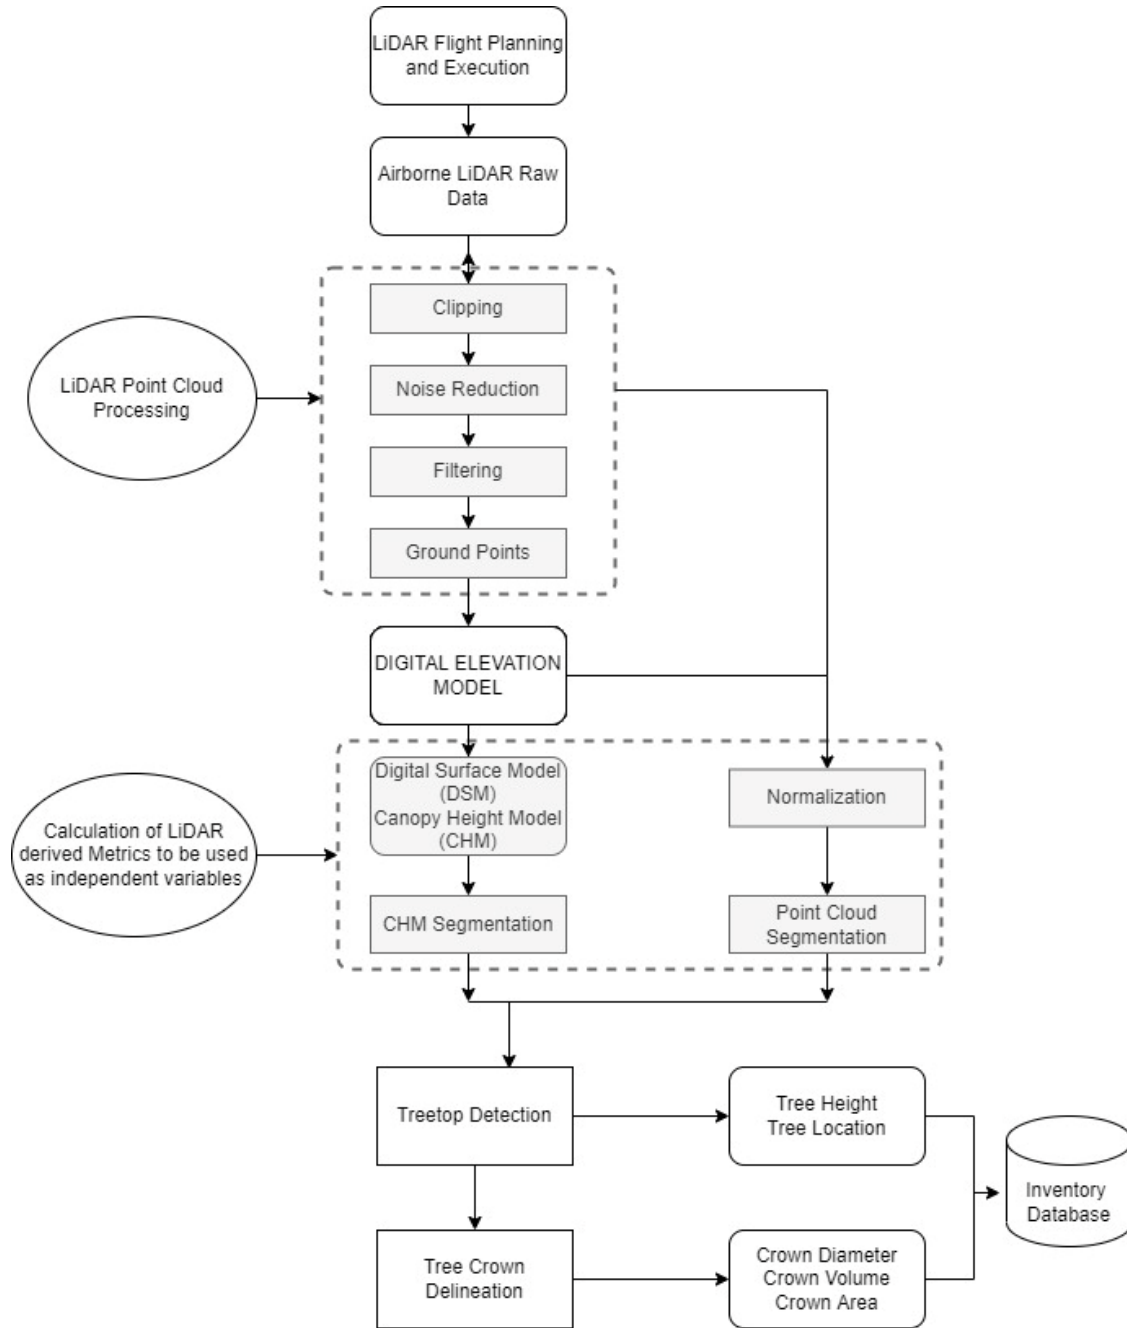 LiDAR Flight Planning
and Execution
Airborne LiDAR Raw
Data
Clipping
LiDAR Point Cloud
Processing
Noise Reduction
Filtering
Ground Points
DIGITAL ELEVATION
MODEL
Digital Surface Model
(DSM)
Canopy Height Model
(CHM)
Normalization
Calculation of LiDAR
derived Metrics to be used
as independent variables
CHM Segmentation
Point Cloud
Segmentation
Treetop Detection
Tree Height
Tree Location
Inventory
Database
Tree Crown
Delineation
Crown Diameter
Crown Volume
Crown Area